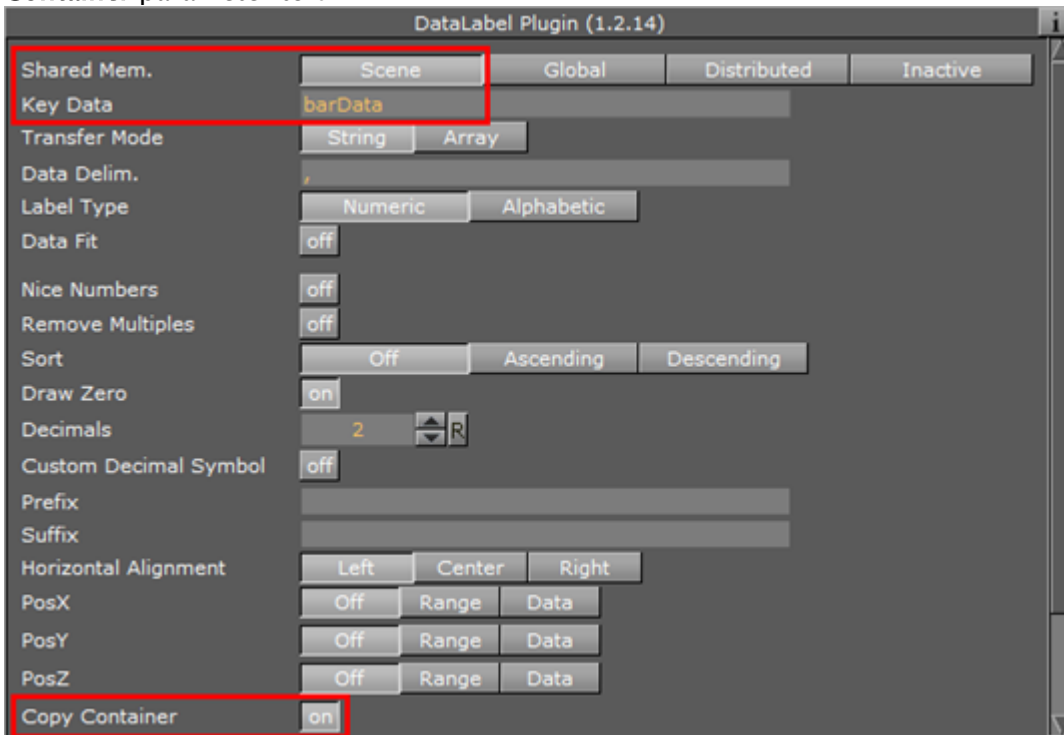 DataLabel Plugin (1.2.14) i
Shared Mem. Scene Global Distributed Inactive
Key Data barData
Transfer Mode String Array
Data Delim. ,
Label Type Numeric Alphabetic
Data Fit off
Nice Numbers off
Remove Multiples off
Sort Off Ascending Descending
Draw Zero on
Decimals 2 R
Custom Decimal Symbol off
Prefix
Suffix
Horizontal Alignment Left Center Right
PosX Off Range Data
PosY Off Range Data
PosZ Off Range Data
Copy Container on